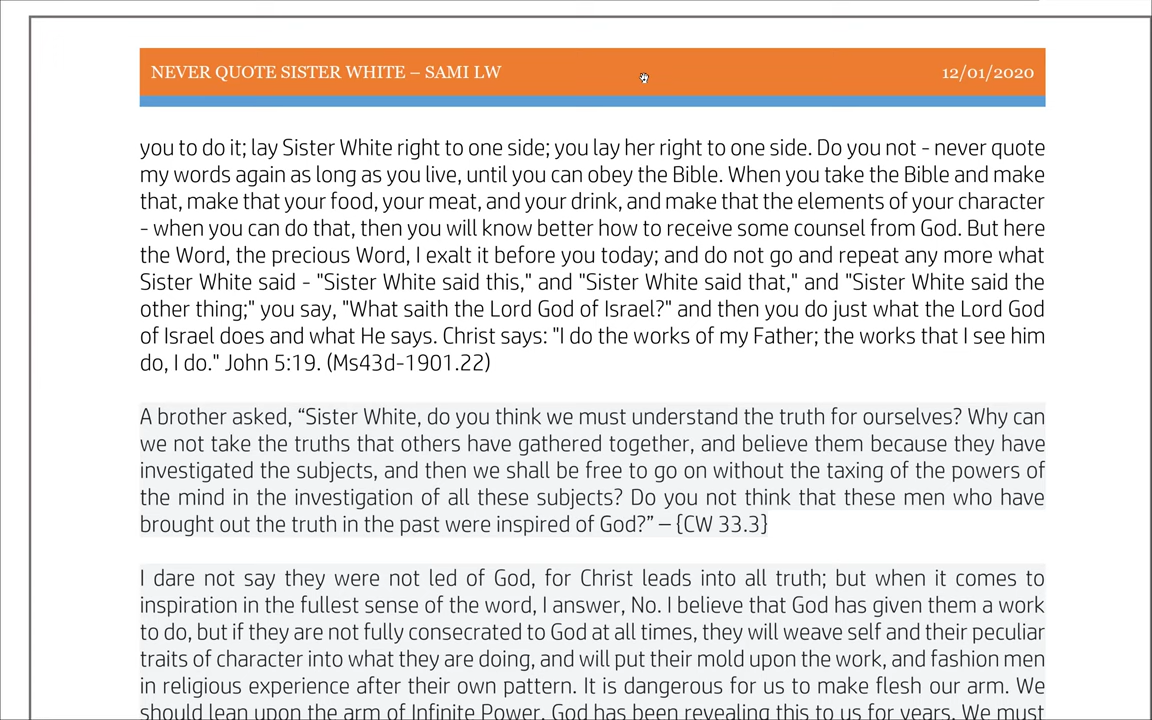 NEVER QUOTE SISTER WHITE – SAMI LW 12/01/2020
you to do it; lay Sister White right to one side; you lay her right to one side. Do you not - never quote
my words again as long as you live, until you can obey the Bible. When you take the Bible and make
that, make that your food, your meat, and your drink, and make that the elements of your character
- when you can do that, then you will know better how to receive some counsel from God. But here
the Word, the precious Word, I exalt it before you today; and do not go and repeat any more what
Sister White said - "Sister White said this," and "Sister White said that," and "Sister White said the
other thing;" you say, "What saith the Lord God of Israel?" and then you do just what the Lord God
of Israel does and what He says. Christ says: "I do the works of my Father; the works that I see him
do, I do." John 5:19. (Ms43d-1901.22)
A brother asked, “Sister White, do you think we must understand the truth for ourselves? Why can
we not take the truths that others have gathered together, and believe them because they have
investigated the subjects, and then we shall be free to go on without the taxing of the powers of
the mind in the investigation of all these subjects? Do you not think that these men who have
brought out the truth in the past were inspired of God?” – {CW 33.3}
I dare not say they were not led of God, for Christ leads into all truth; but when it comes to
inspiration in the fullest sense of the word, I answer, No. I believe that God has given them a work
to do, but if they are not fully consecrated to God at all times, they will weave self and their peculiar
traits of character into what they are doing, and will put their mold upon the work, and fashion men
in religious experience after their own pattern. It is dangerous for us to make flesh our arm. We
should lean upon the arm of Infinite Power. God has been revealing this to us for years. We must